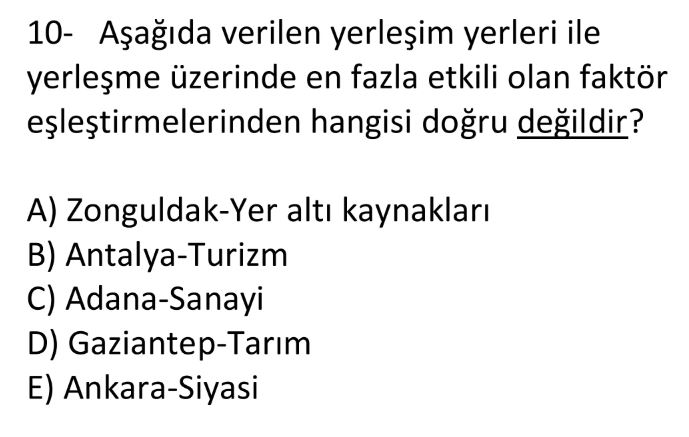 10- Aşağıda verilen yerleşim yerleri ile
yerleşme üzerinde en fazla etkili olan faktör
eşleştirmelerinden hangisi doğru değildir?
A) Zonguldak-Yer altı kaynakları
B) Antalya-Turizm
C) Adana-Sanayi
D) Gaziantep-Tarım
E) Ankara-Siyasi